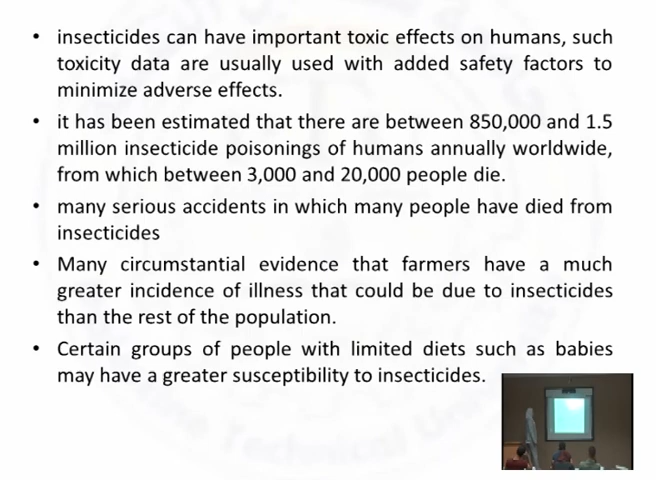 • insecticides can have important toxic effects on humans, such
toxicity data are usually used with added safety factors to
minimize adverse effects.
• it has been estimated that there are between 850,000 and 1.5
million insecticide poisonings of humans annually worldwide,
from which between 3,000 and 20,000 people die.
• many serious accidents in which many people have died from
insecticides
• Many circumstantial evidence that farmers have a much
greater incidence of illness that could be due to insecticides
than the rest of the population.
• Certain groups of people with limited diets such as babies
may have a greater susceptibility to insecticides.